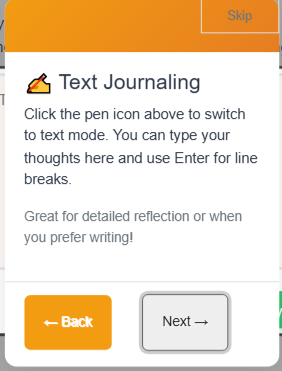 Skip
✍️ Text Journaling
Click the pen icon above to switch
to text mode. You can type your
thoughts here and use Enter for line
breaks.
Great for detailed reflection or when
you prefer writing!
← Back
Next →